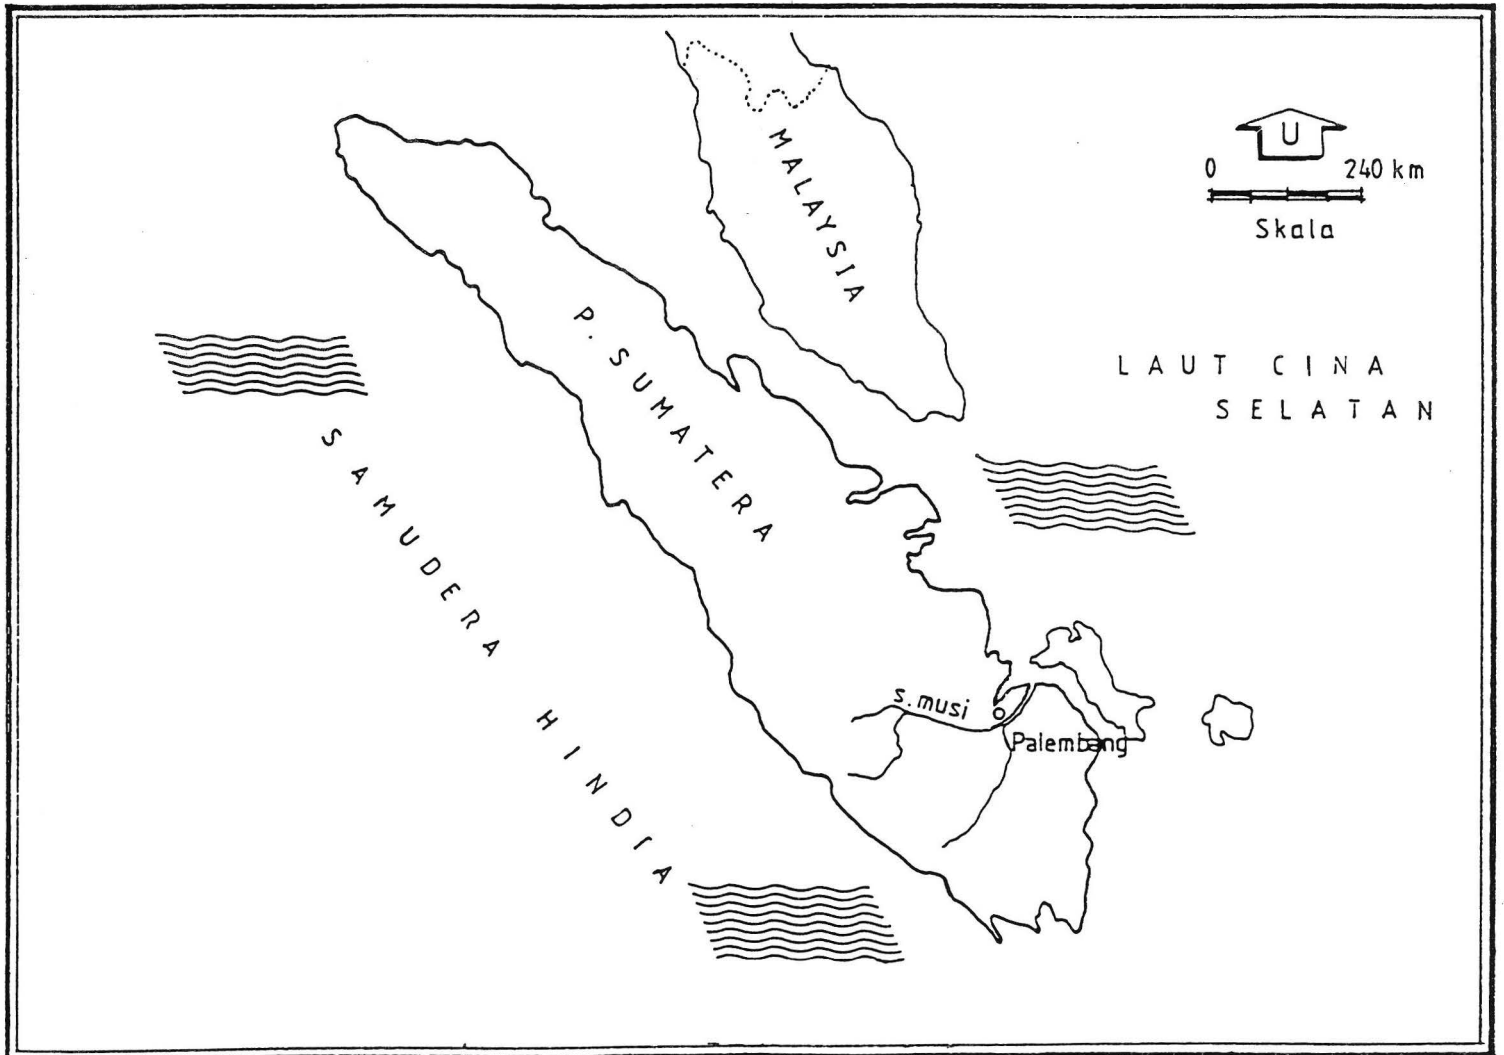 U
0 240 km
Skala
MALAYSIA
P. SUMATERA
LAUT CINA
SELATAN
SAMUDERA HINDIA
s. musi
Palembang